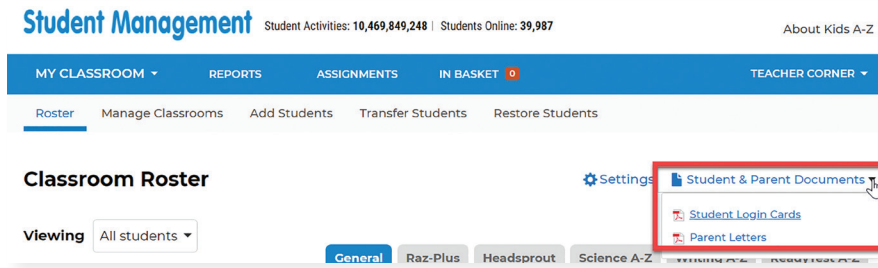 Student Management Student Activities: 10,469,849,248 | Students Online: 39,987 About Kids A-Z
MY CLASSROOM REPORTS ASSIGNMENTS IN BASKET 0 TEACHER CORNER
Roster Manage Classrooms Add Students Transfer Students Restore Students
Classroom Roster Settings Student & Parent Documents
Student Login Cards
Viewing All students Parent Letters
General Raz-Plus Headsprout Science A-Z Writing A-Z ReadyTest A-Z